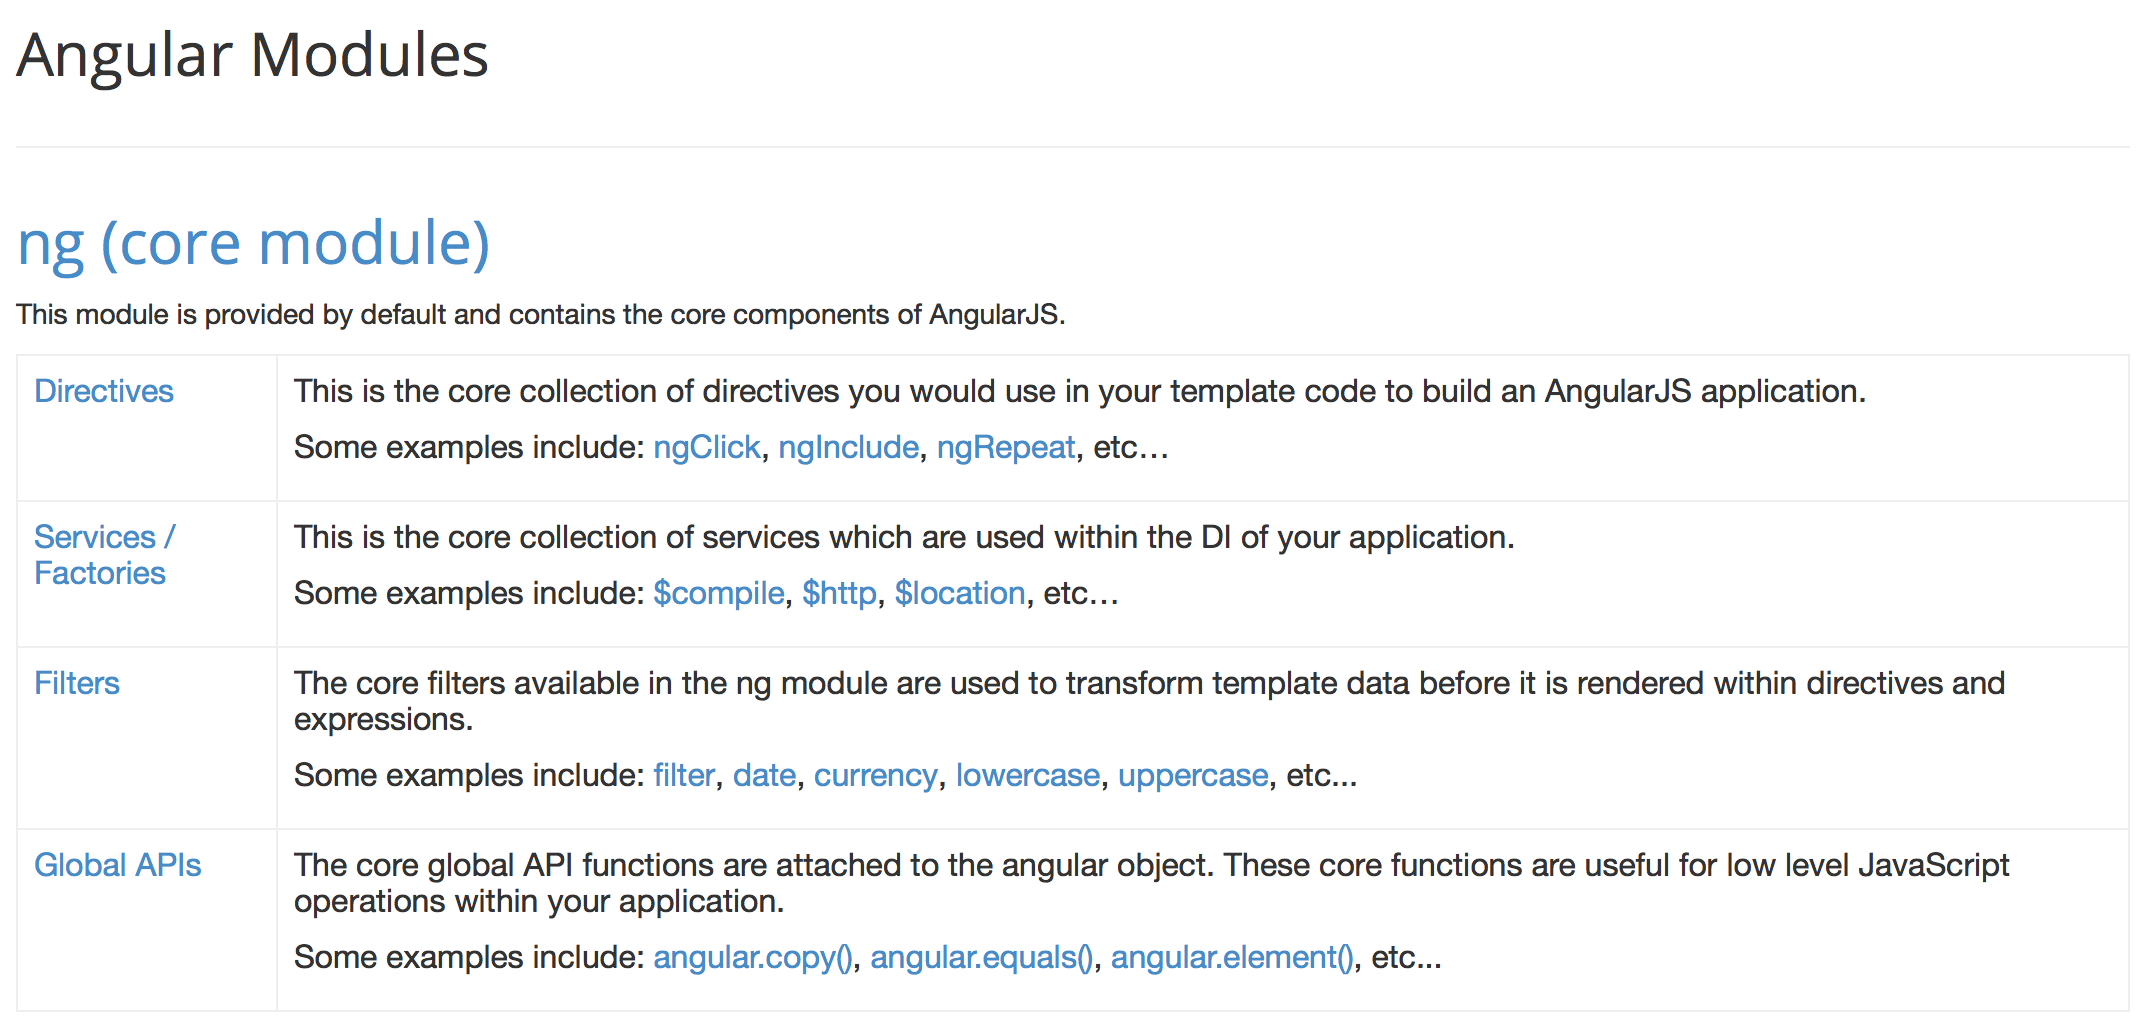 Angular Modules
ng (core module)
This module is provided by default and contains the core components of AngularJS.
Directives
This is the core collection of directives you would use in your template code to build an AngularJS application.
Some examples include: ngClick, ngInclude, ngRepeat, etc…
Services /
Factories
This is the core collection of services which are used within the DI of your application.
Some examples include: $compile, $http, $location, etc…
Filters
The core filters available in the ng module are used to transform template data before it is rendered within directives and
expressions.
Some examples include: filter, date, currency, lowercase, uppercase, etc...
Global APIs
The core global API functions are attached to the angular object. These core functions are useful for low level JavaScript
operations within your application.
Some examples include: angular.copy(), angular.equals(), angular.element(), etc...